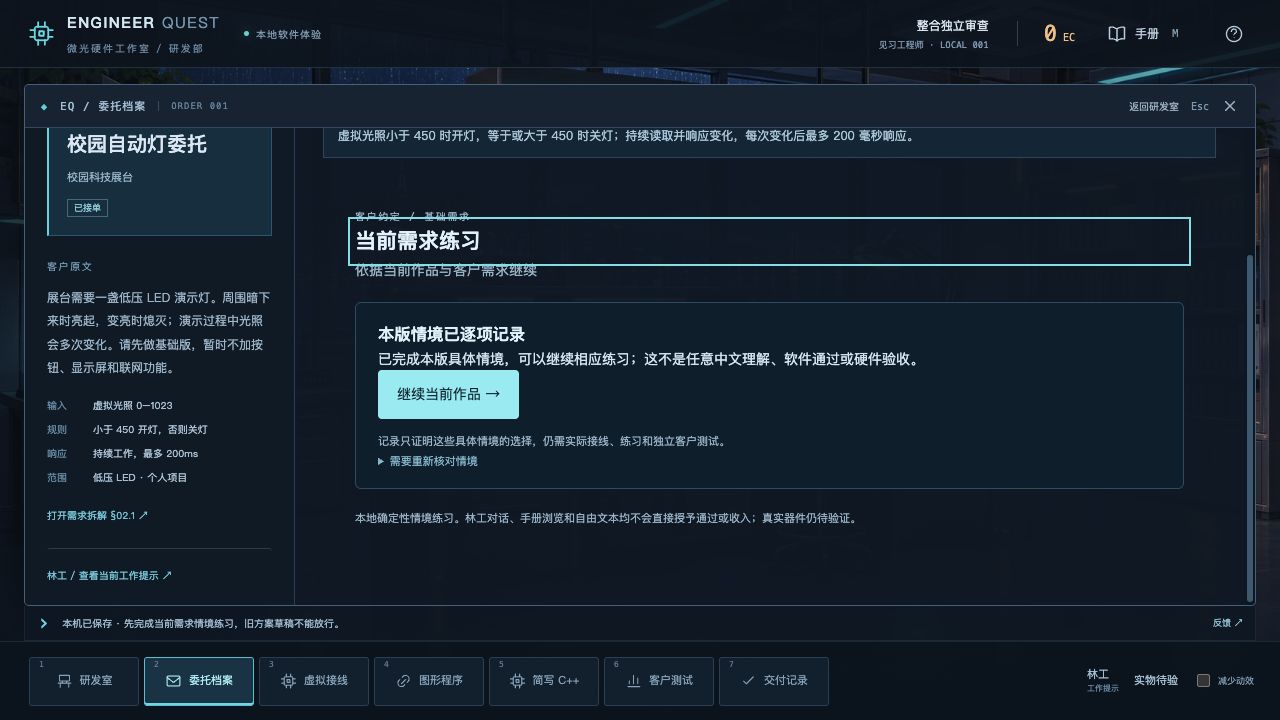 ENGINEER QUEST
微光硬件工作室 / 研发部
本地软件体验
整合独立审查
见习工程师 · LOCAL 001
0 EC
手册 M
EQ / 委托档案 | ORDER 001
返回研发室 Esc
校园自动灯委托
校园科技展台
已接单
客户原文
展台需要一盏低压 LED 演示灯。周围暗下
来时亮起，变亮时熄灭；演示过程中光照
会多次变化。请先做基础版，暂时不加按
钮、显示屏和联网功能。
输入 虚拟光照 0—1023
规则 小于 450 开灯，否则关灯
响应 持续工作，最多 200ms
范围 低压 LED · 个人项目
打开需求拆解 §02.1 ↗
林工 / 查看当前工作提示 ↗
虚拟光照小于 450 时开灯，等于或大于 450 时关灯；持续读取并响应变化，每次变化后最多 200 毫秒响应。
客户约定 / 基础需求
当前需求练习
依据当前作品与客户需求继续
本版情境已逐项记录
已完成本版具体情境，可以继续相应练习；这不是任意中文理解、软件通过或硬件验收。
继续当前作品 →
记录只证明这些具体情境的选择，仍需实际接线、练习和独立客户测试。
需要重新核对情境
本地确定性情境练习。林工对话、手册浏览和自由文本均不会直接授予通过或收入；真实器件仍待验证。
本机已保存 · 先完成当前需求情境练习，旧方案草稿不能放行。
反馈 ↗
1 研发室
2 委托档案
3 虚拟接线
4 图形程序
5 简写 C++
6 客户测试
7 交付记录
林工
工作提示
实物待验
减少动效